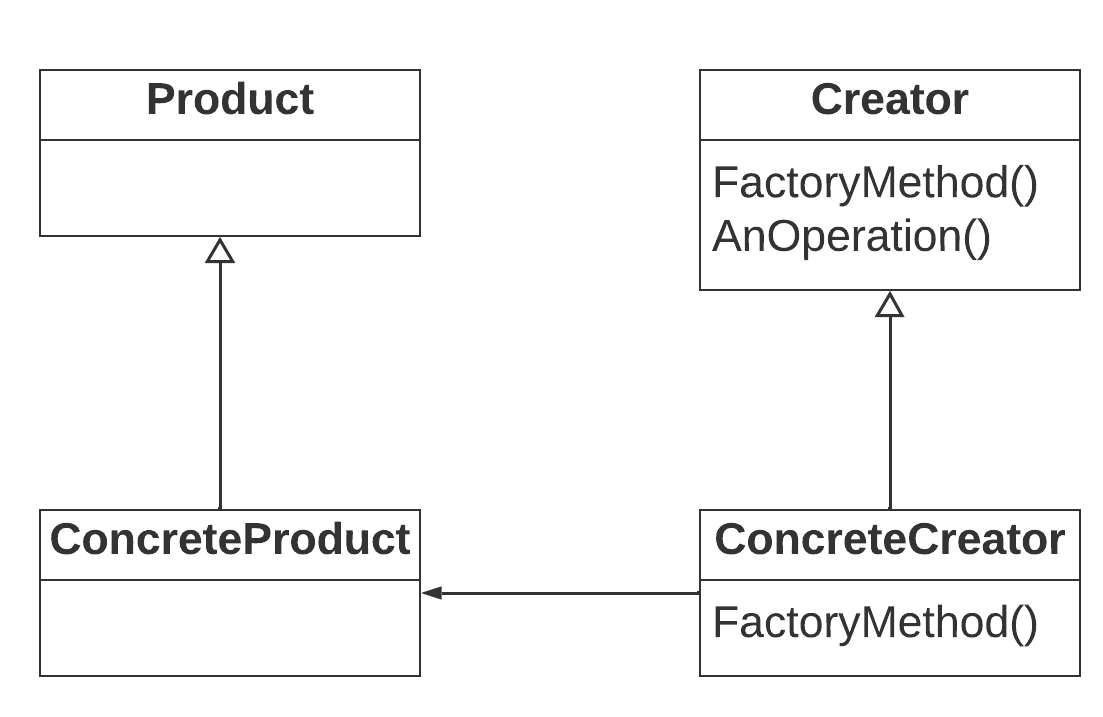 Product
Creator
FactoryMethod()
AnOperation()
ConcreteProduct
ConcreteCreator
FactoryMethod()